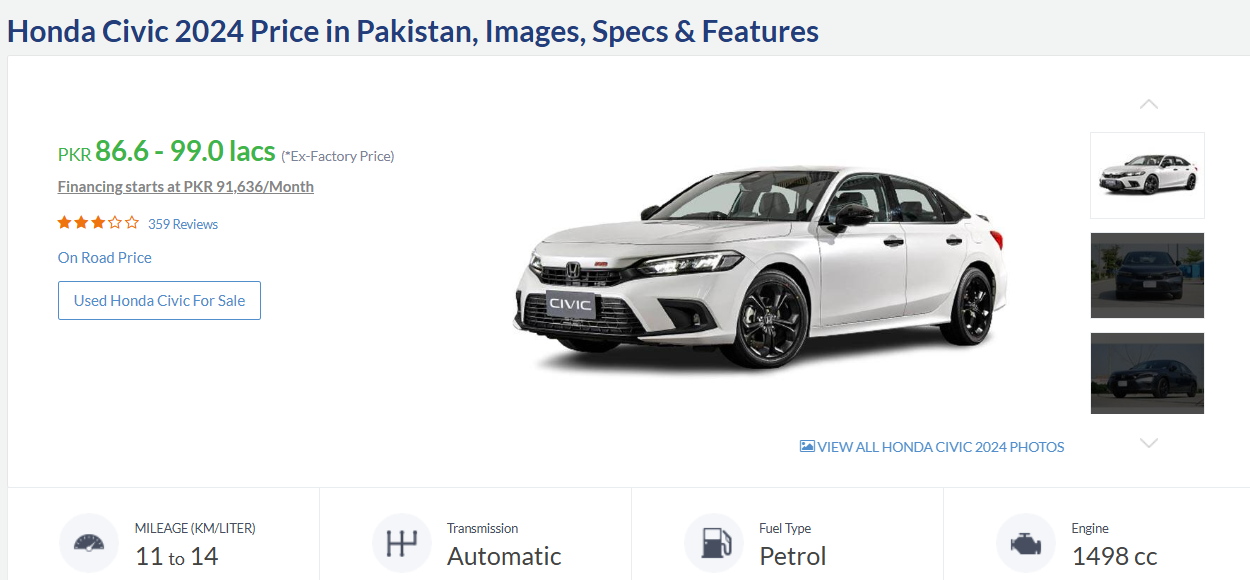 Honda Civic 2024 Price in Pakistan, Images, Specs & Features
PKR 86.6 - 99.0 lacs (*Ex-Factory Price)
Financing starts at PKR 91,636/Month
359 Reviews
On Road Price
Used Honda Civic For Sale
RS
CIVIC
VIEW ALL HONDA CIVIC 2024 PHOTOS
MILEAGE (KM/LITER)
11 to 14
Transmission
Automatic
Fuel Type
Petrol
Engine
1498 cc